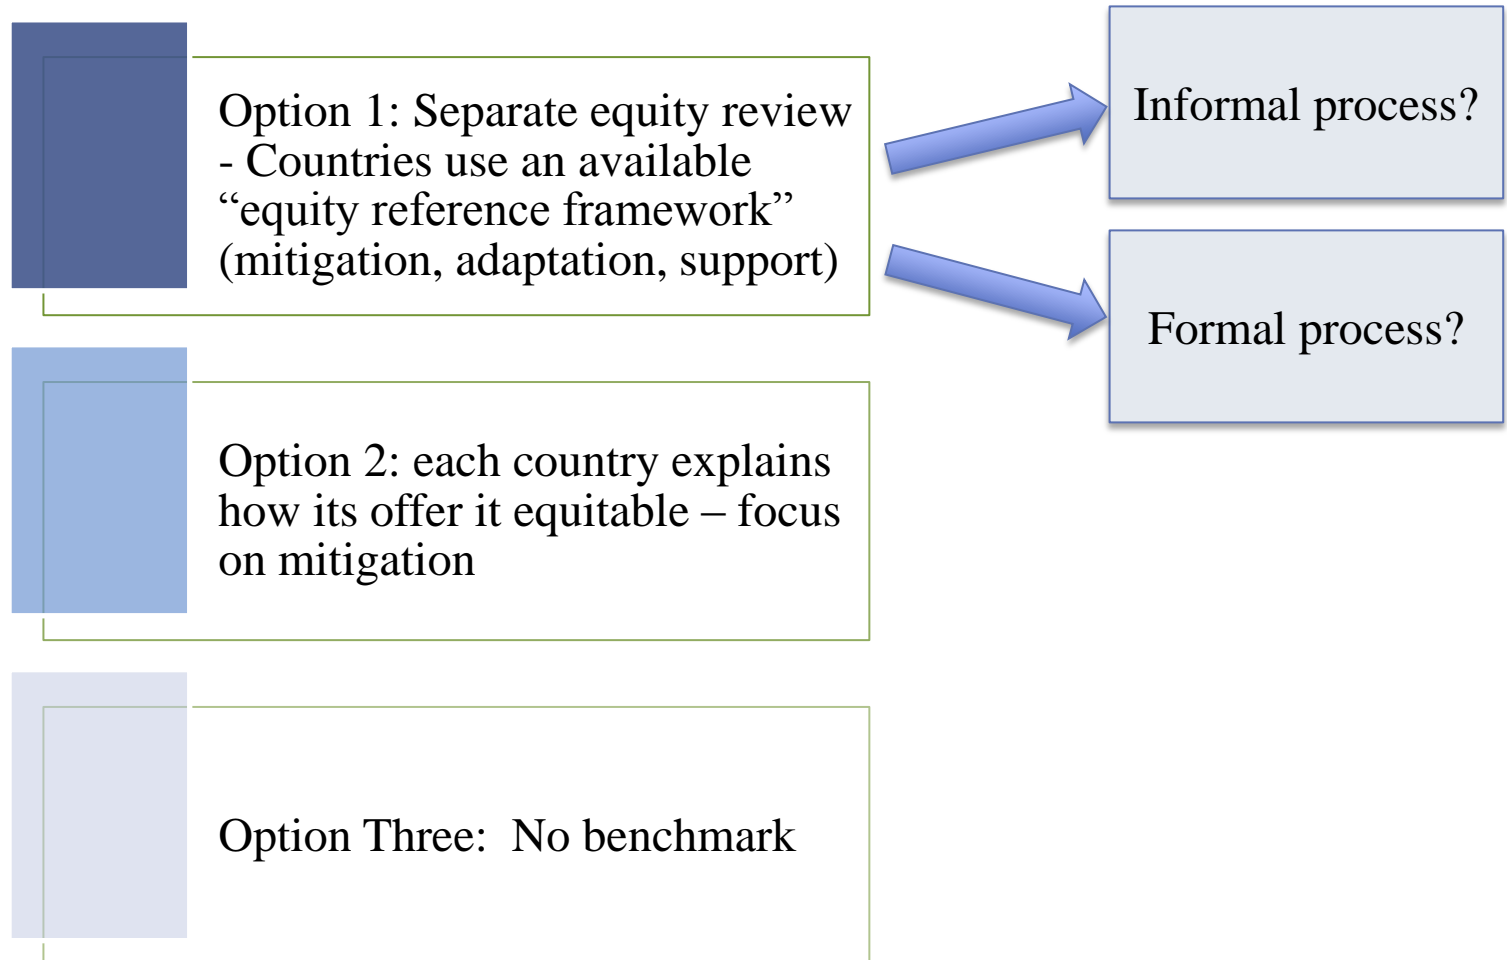 Option 1: Separate equity review
- Countries use an available
“equity reference framework”
(mitigation, adaptation, support)
Informal process?
Formal process?
Option 2: each country explains
how its offer it equitable – focus
on mitigation
Option Three:  No benchmark